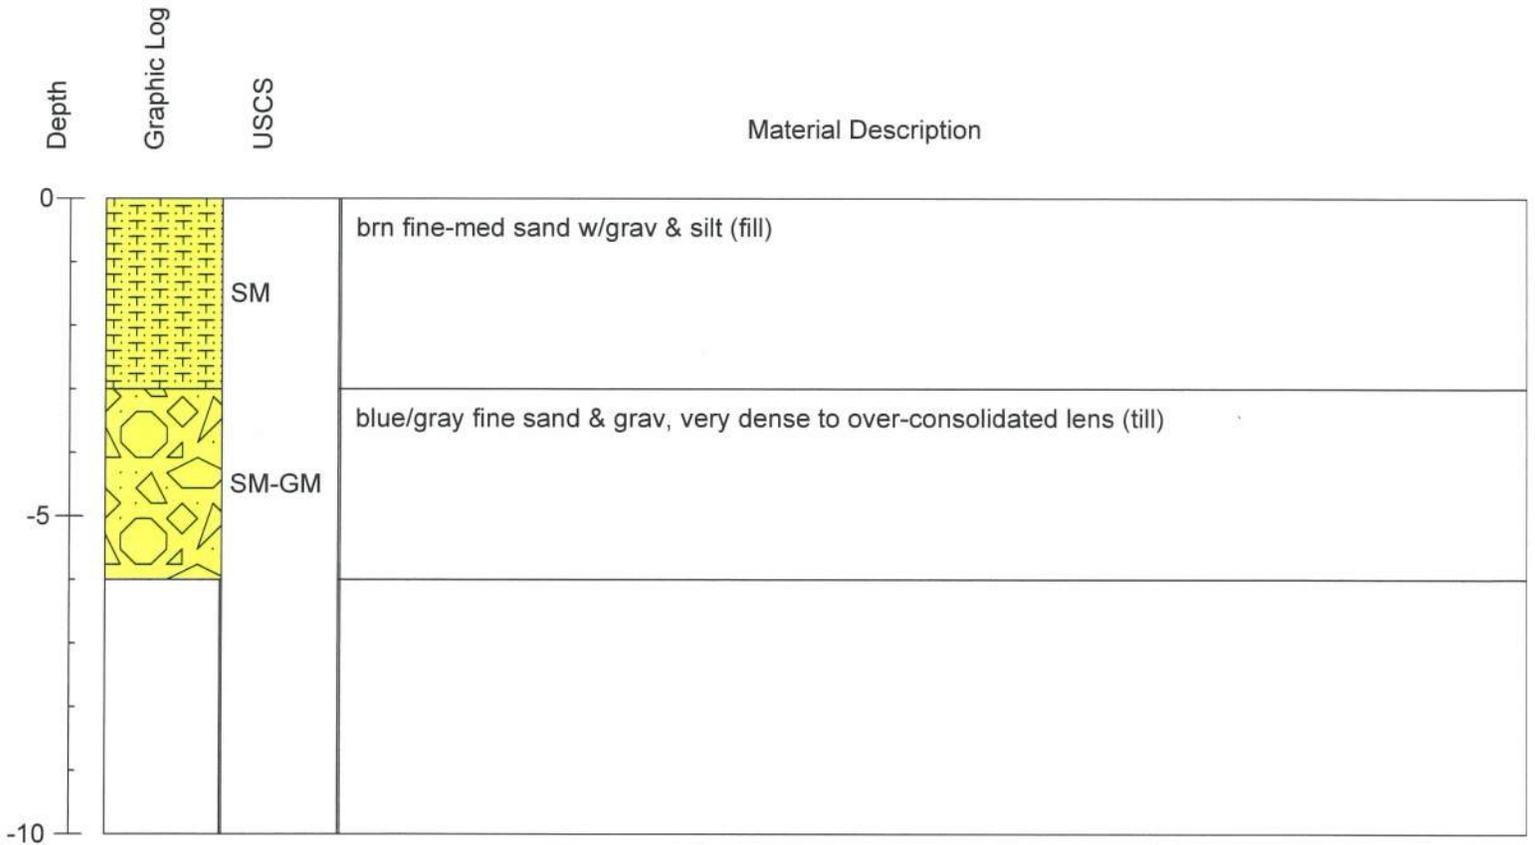 Depth
Graphic Log
USCS
Material Description
0
brn fine-med sand w/grav & silt (fill)
SM
blue/gray fine sand & grav, very dense to over-consolidated lens (till)
SM-GM
-5
-10